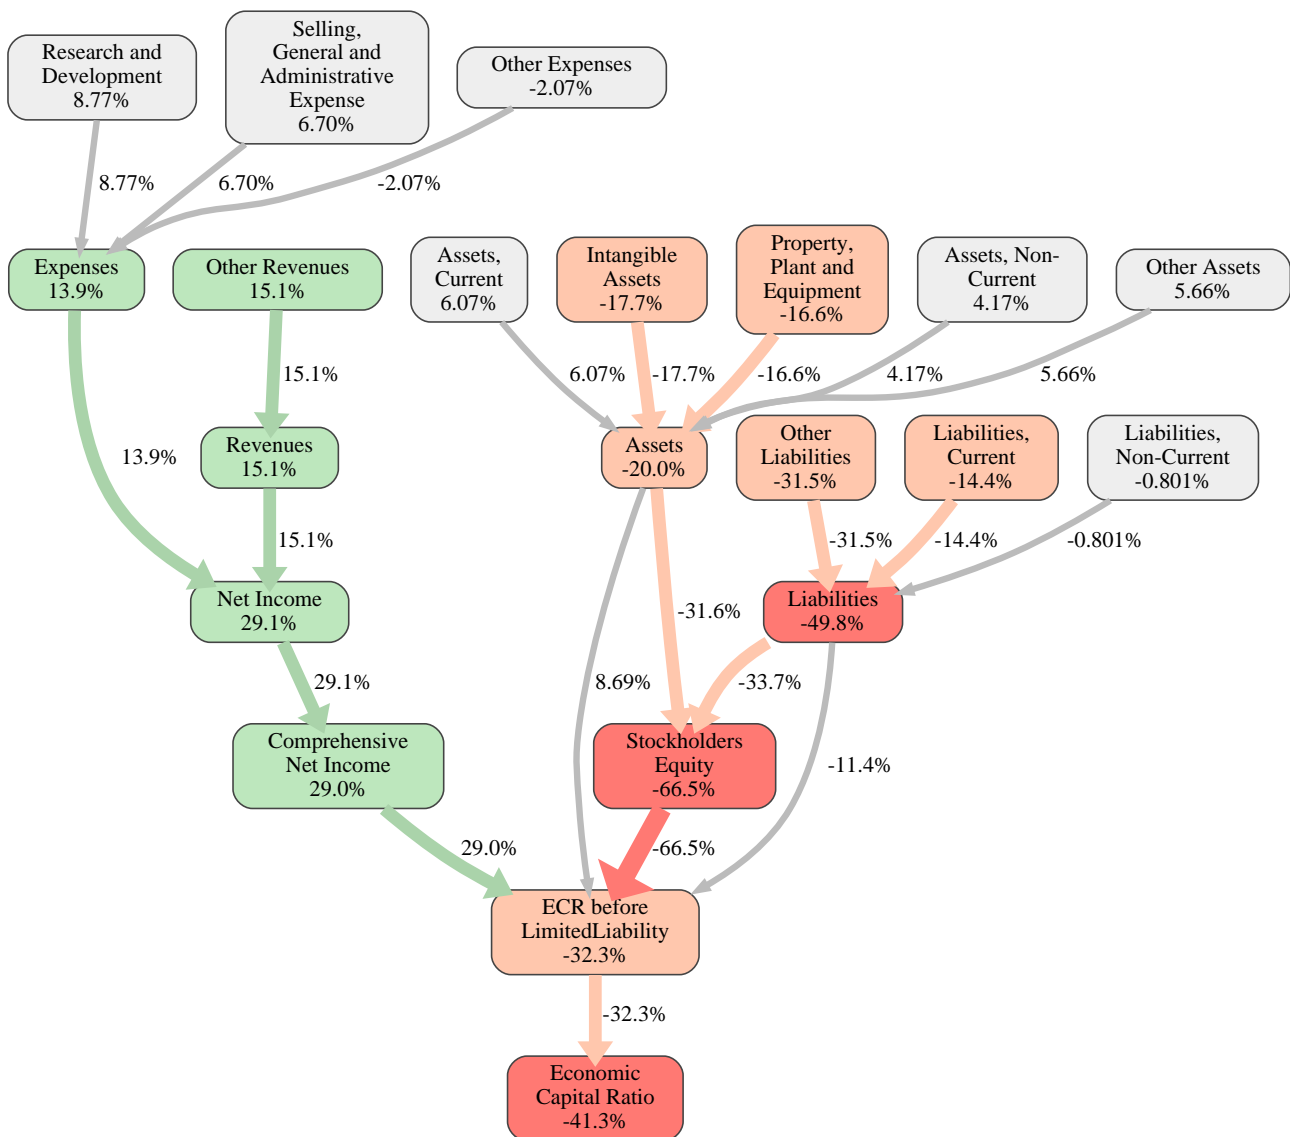 Research and
Development
8.77%
Selling,
General and
Administrative
Expense
6.70%
Other Expenses
-2.07%
8.77%
6.70%
-2.07%
Expenses
13.9%
Other Revenues
15.1%
Assets,
Current
6.07%
Intangible
Assets
-17.7%
Property,
Plant and
Equipment
-16.6%
Assets, Non-
Current
4.17%
Other Assets
5.66%
15.1%
6.07%
-17.7%
-16.6%
4.17%
5.66%
13.9%
Revenues
15.1%
Assets
-20.0%
Other
Liabilities
-31.5%
Liabilities,
Current
-14.4%
Liabilities,
Non-Current
-0.801%
15.1%
-31.5%
-14.4%
-0.801%
Net Income
29.1%
-31.6%
Liabilities
-49.8%
29.1%
8.69%
-33.7%
Comprehensive
Net Income
29.0%
Stockholders
Equity
-66.5%
-11.4%
29.0%
-66.5%
ECR before
LimitedLiability
-32.3%
-32.3%
Economic
Capital Ratio
-41.3%